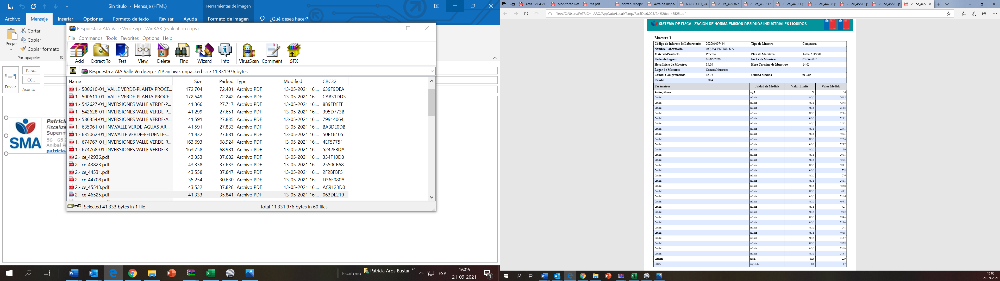 Sin título - Mensaje (HTML)
Herramientas de imagen
Archivo Mensaje Insertar Opciones Formato de texto Revisar Ayuda Formato de imagen ¿Qué desea hacer?
Pegar
Cortar
Copiar
Copiar formato
Portapapeles
Enviar
Para...
CC...
Asunto
SMA
Patricia
Fiscaliza
Superint
56 - 65 2
Anibal Pi
patricia.
Respuesta a AIA Valle Verde.zip - WinRAR (evaluation copy)
File Commands Tools Favorites Options Help
Add Extract To Test View Delete Find Wizard Info VirusScan Comment SFX
Respuesta a AIA Valle Verde.zip - ZIP archive, unpacked size 11.331.976 bytes
Name Size Packed Type Modified CRC32
1.- 500610-01_ VALLE VERDE-PLANTA PROCE... 172.704 72.401 Archivo PDF 13-05-2021 16:... 639F9DEA
1.- 500611-01_ VALLE VERDE-PLANTA PROCE... 172.549 72.242 Archivo PDF 13-05-2021 16:... CAB31DD3
1.- 542627-01_INVERSIONES VALLE VERDE-P... 41.366 27.717 Archivo PDF 13-05-2021 16:... 8B9EDFFE
1.- 542628-01_INVERSIONES VALLE VERDE-P... 41.299 27.651 Archivo PDF 13-05-2021 16:... 395D773B
1.- 586354-01_INVERSIONES VALLE VERDE-A... 41.591 27.835 Archivo PDF 13-05-2021 16:... 79914064
1.- 635061-01_INV.VALLE VERDE-AGUAS AR... 41.591 27.833 Archivo PDF 13-05-2021 16:... BABDE0DB
1.- 635062-01_INV.VALLE VERDE-EFLUENTE-... 41.432 27.681 Archivo PDF 13-05-2021 16:... 50F16105
1.- 674767-01_INVERSIONES VALLE VERDE-R... 163.693 68.924 Archivo PDF 13-05-2021 16:... 4EF57751
1.- 674768-01_INVERSIONES VALLE VERDE-R... 163.758 68.981 Archivo PDF 13-05-2021 16:... 5242FBDA
2.- ce_42936.pdf 43.353 37.682 Archivo PDF 13-05-2021 16:... 334F10D8
2.- ce_43823.pdf 43.338 37.633 Archivo PDF 13-05-2021 16:... 2550CB68
2.- ce_44531.pdf 43.558 37.847 Archivo PDF 13-05-2021 16:... 2F2BFBF5
2.- ce_44708.pdf 35.254 30.630 Archivo PDF 13-05-2021 16:... D36E080A
2.- ce_45513.pdf 43.532 37.828 Archivo PDF 13-05-2021 16:... AC9123D0
2.- ce_46525.pdf 41.333 35.841 Archivo PDF 13-05-2021 16:... 063DE219
Selected 41.333 bytes in 1 file Total 11.331.976 bytes in 60 files
Escritorio Patricia Aros Bustar ESP 16:06
21-09-2021
Acta 12.04.21. Monitoreo Re rca.pdf correo-recepc Acta de Inspe 639863-01_VA 2.- ce_42936.p 2.- ce_43823.p 2.- ce_44531.p 2.- ce_44708.p 2.- ce_45513.p 2.- ce_45513.p 2.- ce_465
file:///C:/Users/PATRIC~1.ARO/AppData/Local/Temp/Rar$DIa0.003/2.-%20ce_46525.pdf
SISTEMA DE FISCALIZACIÓN DE NORMA EMISIÓN RESIDUOS INDUSTRIALES LÍQUIDOS
Muestra 1
Código de Informe de Laboratorio 202006007444 Tipo de Muestra Compuesta
Nombre Laboratorio AQUAGESTION S.A.
Material/Producto Proceso Plan de Muestreo Tabla 2 DS 90
Fecha de Ingreso 05-06-2020 Fecha de Muestreo 03-06-2020
Hora Inicio de Muestreo 15:05 Hora Termino de Muestreo 14:05
Lugar de Muestreo Camara Muestreo
Caudal Comprometido 463,5 Unidad Medida m3/dia
Caudal 320,4
Parámetros Unidad de Medida Valor Límite Valor Medido
Aceites y Grasas mg/L 50 1,56
Caudal m3/dia 463,5 262,5
Caudal m3/dia 463,5 429,8
Caudal m3/dia 463,5 250,6
Caudal m3/dia 463,5 228,4
Caudal m3/dia 463,5 323,1
Caudal m3/dia 463,5 182,3
Caudal m3/dia 463,5 223,1
Caudal m3/dia 463,5 401,3
Caudal m3/dia 463,5 372,6
Caudal m3/dia 463,5 378,7
Caudal m3/dia 463,5 39
Caudal m3/dia 463,5 201,1
Caudal m3/dia 463,5 421,5
Caudal m3/dia 463,5 389,1
Caudal m3/dia 463,5 328
Caudal m3/dia 463,5 276
Caudal m3/dia 463,5 288,1
Caudal m3/dia 463,5 489,8
Caudal m3/dia 463,5 60,1
Caudal m3/dia 463,5 321,6
Caudal m3/dia 463,5 496,8
Caudal m3/dia 463,5 423
Caudal m3/dia 463,5 96,2
Caudal m3/dia 463,5 294,4
Caudal m3/dia 463,5 320,4
Caudal m3/dia 463,5 248
Caudal m3/dia 463,5 408,5
Caudal m3/dia 463,5 359,7
Caudal m3/dia 463,5 187,9
Caudal m3/dia 463,5 331,9
Caudal m3/dia 463,5 286,7
Cloruros mg/L 2000 229
DBO5 mgO2/L 300 67
16:06
21-09-2021